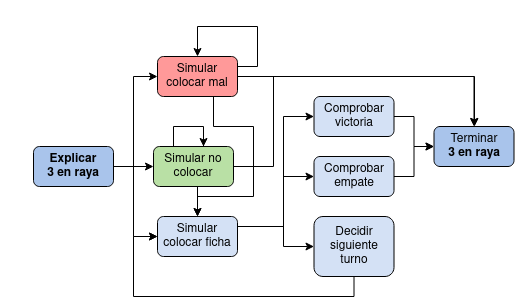 Simular
colocar mal
Explicar
3 en raya
Simular no
colocar
Simular
colocar ficha
Comprobar
victoria
Comprobar
empate
Decidir
siguiente
turno
Terminar
3 en raya